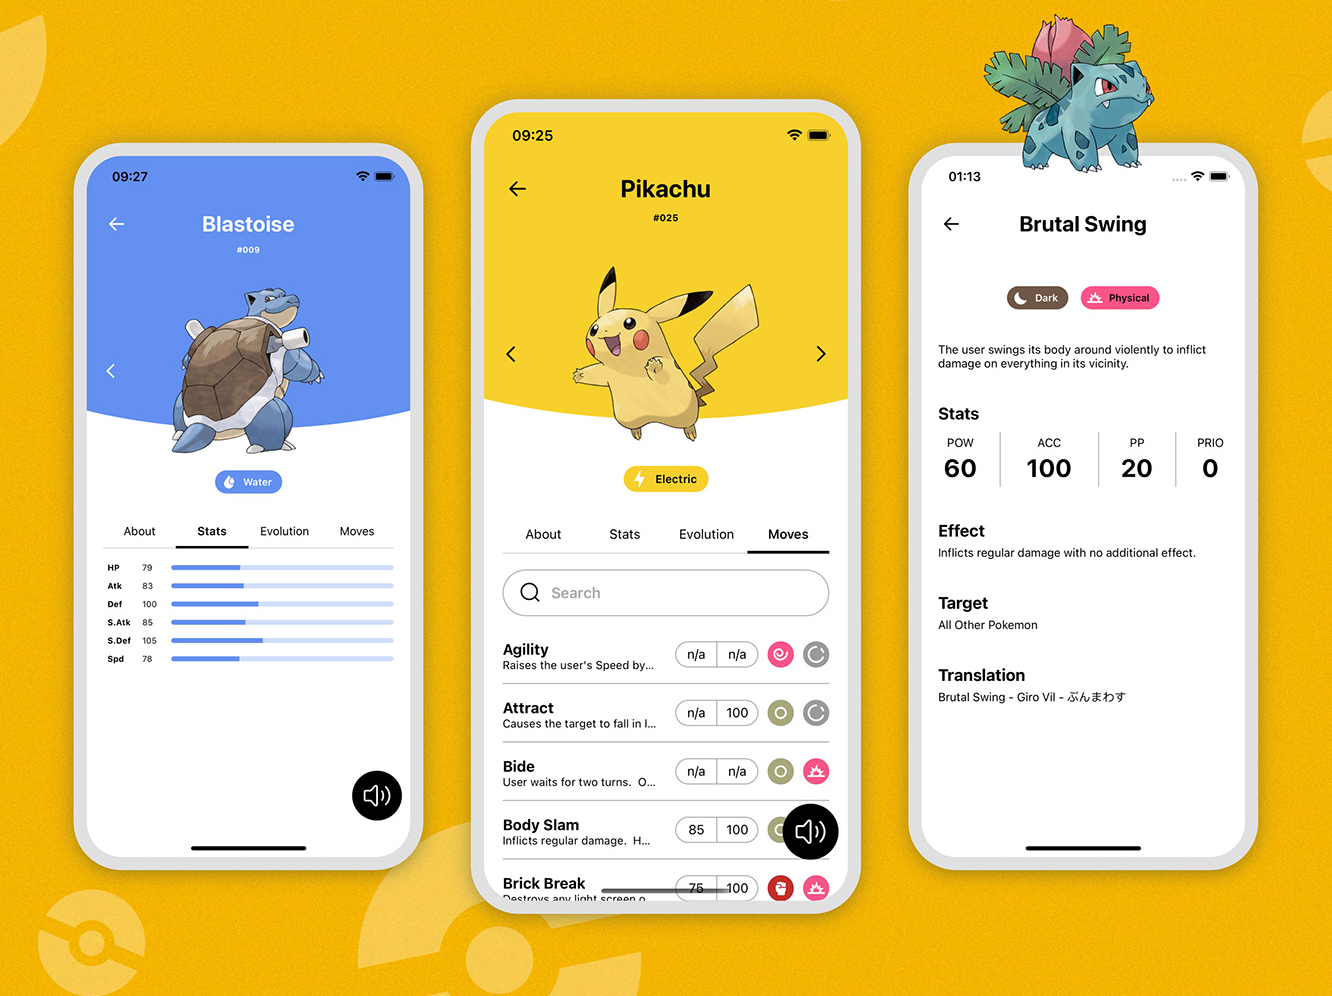 09:27
Blastoise
#009
Water
About Stats Evolution Moves
HP 79
Atk 83
Def 100
S.Atk 85
S.Def 105
Spd 78
09:25
Pikachu
#025
Electric
About Stats Evolution Moves
Search
Agility
Raises the user's Speed by...
n/a n/a
Attract
Causes the target to fall in l...
n/a 100
Bide
User waits for two turns. O...
n/a n/a
Body Slam
Inflicts regular damage. H...
85 100
Brick Break
Destroys any light screen o
75 100
01:13
Brutal Swing
Dark Physical
The user swings its body around violently to inflict
damage on everything in its vicinity.
Stats
POW ACC PP PRIO
60 100 20 0
Effect
Inflicts regular damage with no additional effect.
Target
All Other Pokemon
Translation
Brutal Swing - Giro Vil - ぶんまわす